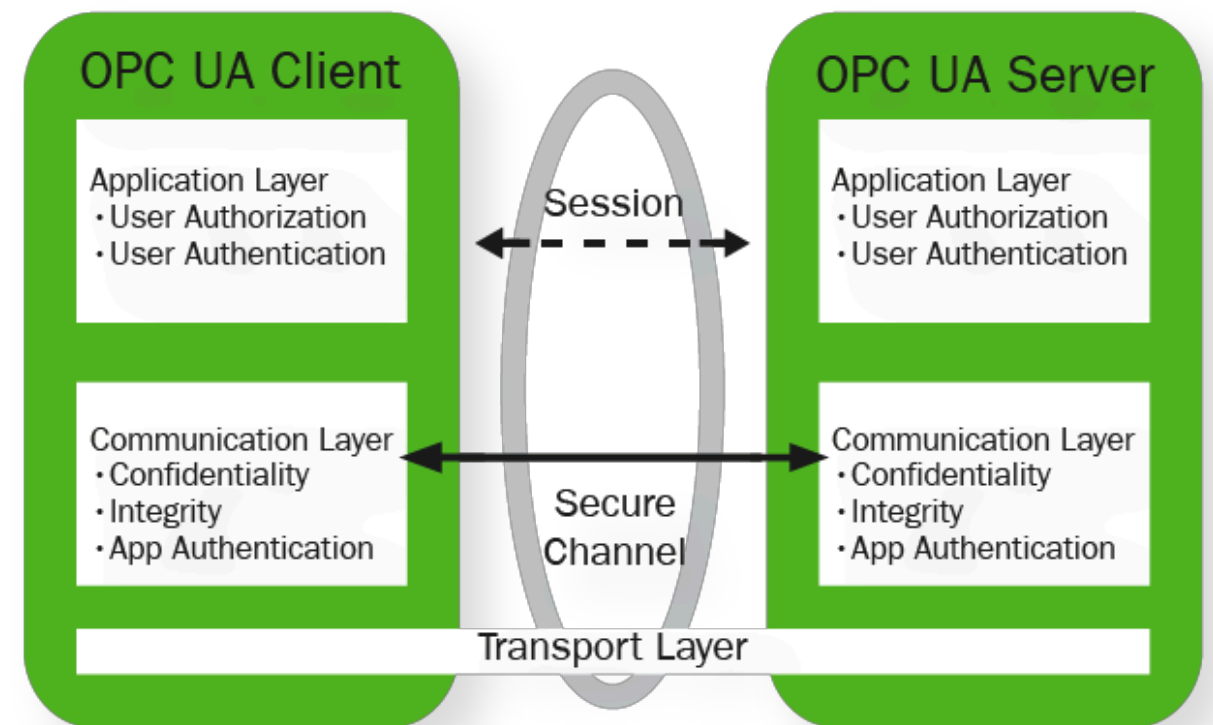 OPC UA Client
Application Layer
· User Authorization
· User Authentication
Communication Layer
· Confidentiality
· Integrity
· App Authentication
Session
Secure
Channel
OPC UA Server
Application Layer
· User Authorization
· User Authentication
Communication Layer
· Confidentiality
· Integrity
· App Authentication
Transport Layer